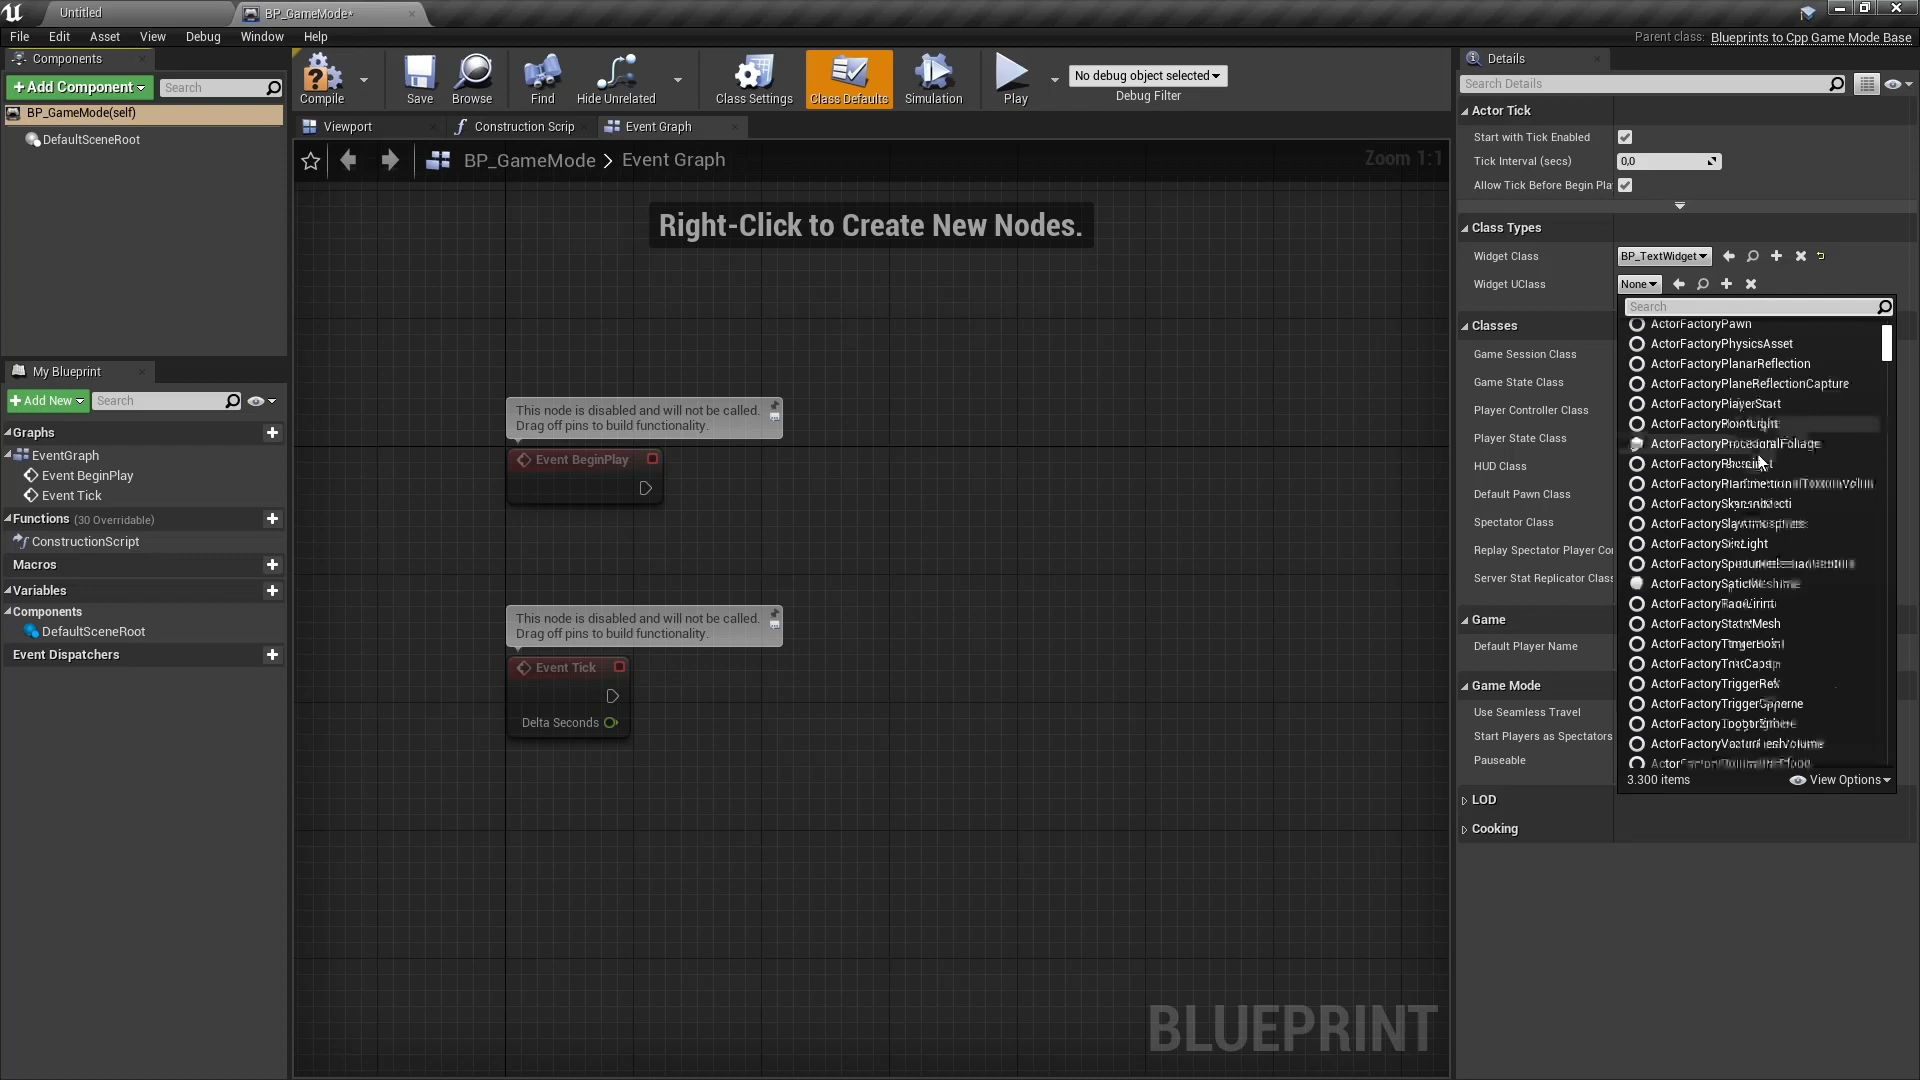 Untitled
BP_GameMode*
File Edit Asset View Debug Window Help
Parent class: Blueprints to Cpp Game Mode Base
Components
+Add Component
Search
BP_GameMode(self)
DefaultSceneRoot
My Blueprint
+Add New
Search
Graphs
EventGraph
Event BeginPlay
Event Tick
Functions (30 Overridable)
ConstructionScript
Macros
Variables
Components
DefaultSceneRoot
Event Dispatchers
Compile
Save
Browse
Find
Hide Unrelated
Class Settings
Class Defaults
Simulation
Play
No debug object selected
Debug Filter
Viewport
Construction Scrip
Event Graph
BP_GameMode > Event Graph
Zoom 1:1
Right-Click to Create New Nodes.
This node is disabled and will not be called.
Drag off pins to build functionality.
Event BeginPlay
This node is disabled and will not be called.
Drag off pins to build functionality.
Event Tick
Delta Seconds
BLUEPRINT
Details
Search Details
Actor Tick
Start with Tick Enabled
Tick Interval (secs) 0,0
Allow Tick Before Begin Pla
Class Types
Widget Class BP_TextWidget
Widget UClass None
Search
ActorFactoryPawn
ActorFactoryPhysicsAsset
ActorFactoryPlanarReflection
ActorFactoryPlaneReflectionCapture
ActorFactoryPlayerStart
ActorFactoryPointLight
ActorFactoryProceduralFoliage
3.300 items
View Options
Classes
Game Session Class
Game State Class
Player Controller Class
Player State Class
HUD Class
Default Pawn Class
Spectator Class
Replay Spectator Player Co
Server Stat Replicator Class
Game
Default Player Name
Game Mode
Use Seamless Travel
Start Players as Spectators
Pauseable
LOD
Cooking